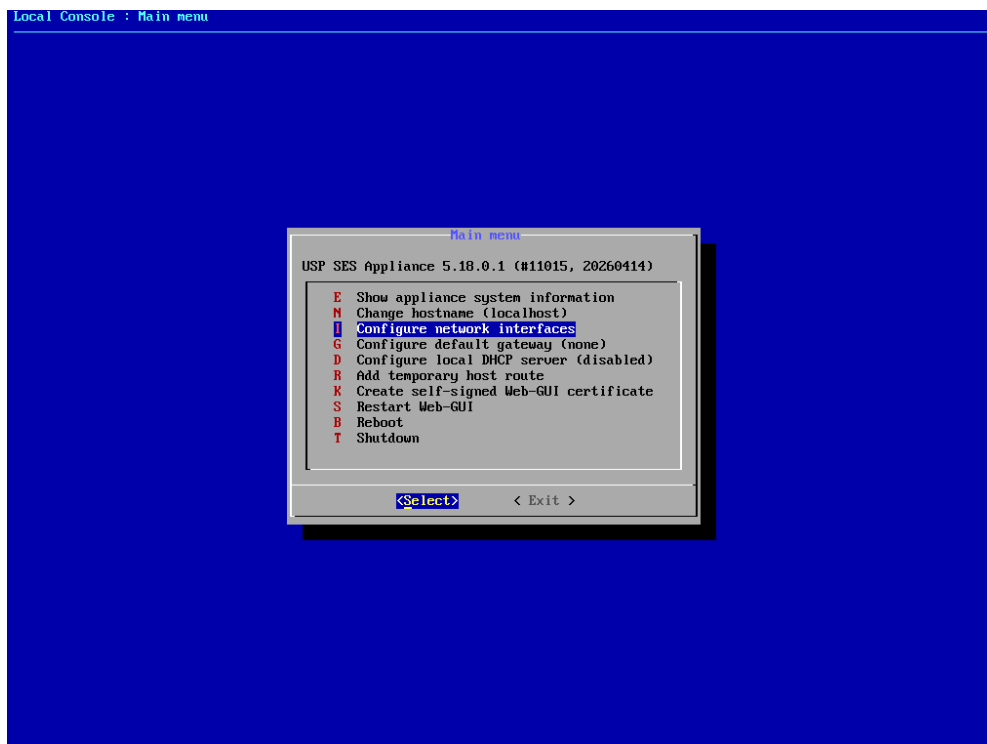 Local Console : Main menu
Main menu
USP SES Appliance 5.18.0.1 (#11015, 20260414)
E Show appliance system information
N Change hostname (localhost)
I Configure network interfaces
G Configure default gateway (none)
D Configure local DHCP server (disabled)
R Add temporary host route
K Create self-signed Web-GUI certificate
S Restart Web-GUI
B Reboot
T Shutdown
<Select> < Exit >